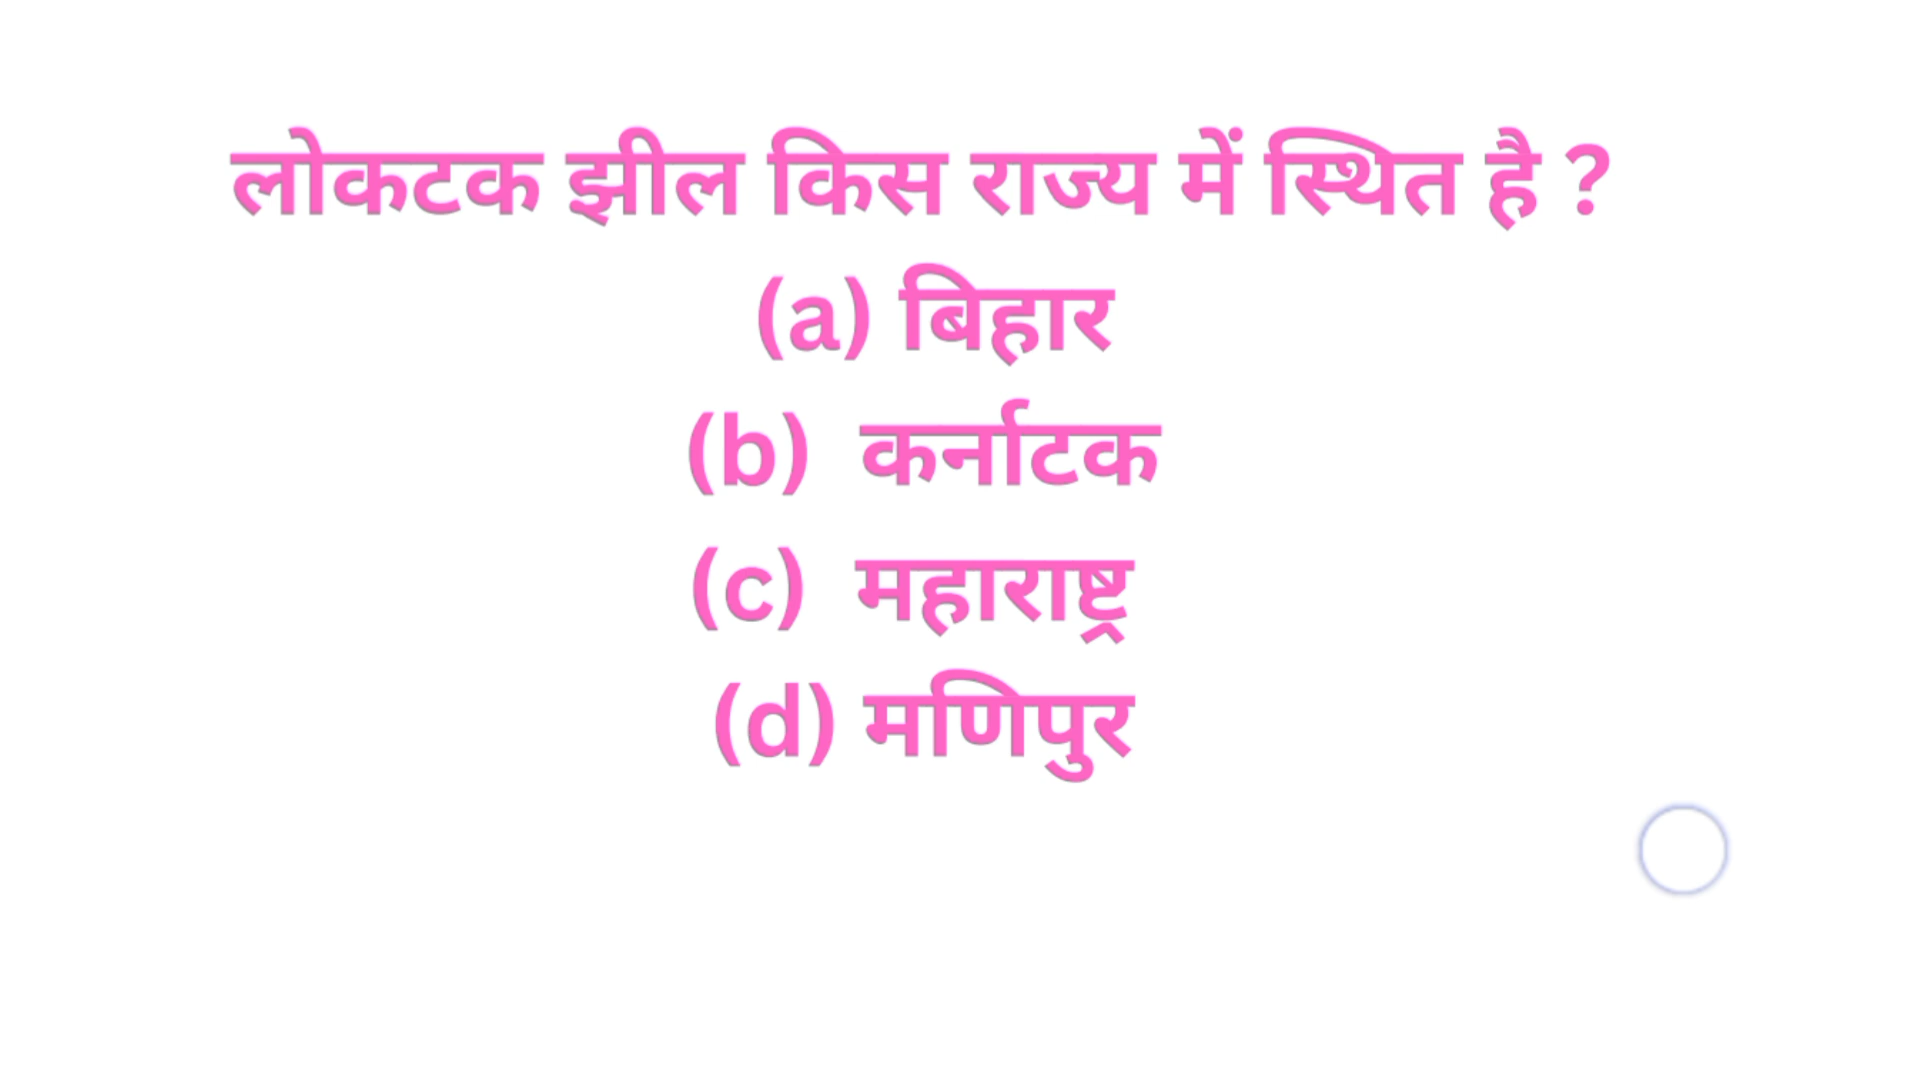 लोकटक झील किस राज्य में स्थित है ?
(a) बिहार
(b) कर्नाटक
(c) महाराष्ट्र
(d) मणिपुर